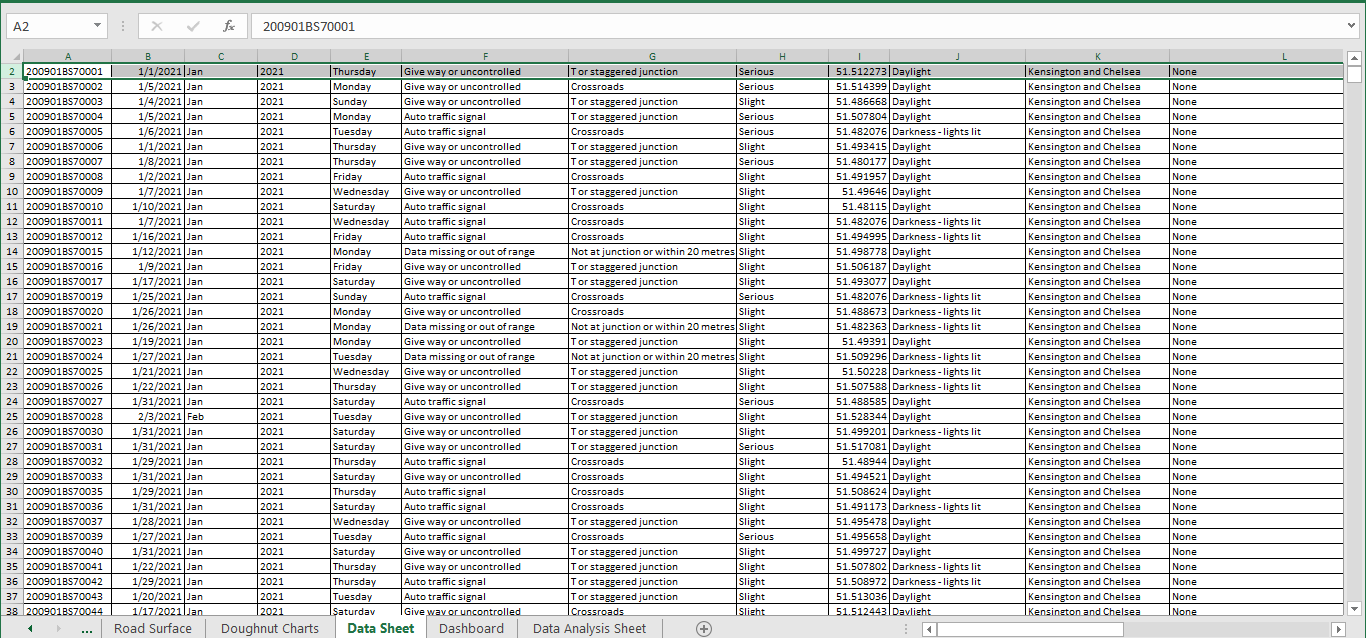 A2 fx 200901BS70001
A B C D E F G H I J K L
2 200901BS70001 1/1/2021 Jan 2021 Thursday Give way or uncontrolled T or staggered junction Serious 51.512273 Daylight Kensington and Chelsea None
3 200901BS70002 1/5/2021 Jan 2021 Monday Give way or uncontrolled Crossroads Serious 51.514399 Daylight Kensington and Chelsea None
4 200901BS70003 1/4/2021 Jan 2021 Sunday Give way or uncontrolled T or staggered junction Slight 51.486668 Daylight Kensington and Chelsea None
5 200901BS70004 1/5/2021 Jan 2021 Monday Auto traffic signal T or staggered junction Serious 51.507804 Daylight Kensington and Chelsea None
6 200901BS70005 1/6/2021 Jan 2021 Tuesday Auto traffic signal Crossroads Serious 51.482076 Darkness - lights lit Kensington and Chelsea None
7 200901BS70006 1/1/2021 Jan 2021 Thursday Give way or uncontrolled T or staggered junction Slight 51.493415 Daylight Kensington and Chelsea None
8 200901BS70007 1/8/2021 Jan 2021 Thursday Give way or uncontrolled T or staggered junction Serious 51.480177 Daylight Kensington and Chelsea None
9 200901BS70008 1/2/2021 Jan 2021 Friday Auto traffic signal Crossroads Slight 51.491957 Daylight Kensington and Chelsea None
10 200901BS70009 1/7/2021 Jan 2021 Wednesday Give way or uncontrolled T or staggered junction Slight 51.49646 Daylight Kensington and Chelsea None
11 200901BS70010 1/10/2021 Jan 2021 Saturday Auto traffic signal Crossroads Slight 51.48115 Daylight Kensington and Chelsea None
12 200901BS70011 1/7/2021 Jan 2021 Wednesday Auto traffic signal Crossroads Slight 51.482076 Darkness - lights lit Kensington and Chelsea None
13 200901BS70012 1/16/2021 Jan 2021 Friday Auto traffic signal Crossroads Slight 51.494995 Darkness - lights lit Kensington and Chelsea None
14 200901BS70015 1/12/2021 Jan 2021 Monday Data missing or out of range Not at junction or within 20 metres Slight 51.498778 Daylight Kensington and Chelsea None
15 200901BS70016 1/9/2021 Jan 2021 Friday Give way or uncontrolled T or staggered junction Slight 51.506187 Daylight Kensington and Chelsea None
16 200901BS70017 1/17/2021 Jan 2021 Saturday Give way or uncontrolled T or staggered junction Slight 51.493077 Daylight Kensington and Chelsea None
17 200901BS70019 1/25/2021 Jan 2021 Sunday Auto traffic signal Crossroads Serious 51.482076 Darkness - lights lit Kensington and Chelsea None
18 200901BS70020 1/26/2021 Jan 2021 Monday Give way or uncontrolled Crossroads Slight 51.488673 Darkness - lights lit Kensington and Chelsea None
19 200901BS70021 1/26/2021 Jan 2021 Monday Data missing or out of range Not at junction or within 20 metres Slight 51.482363 Darkness - lights lit Kensington and Chelsea None
20 200901BS70023 1/19/2021 Jan 2021 Monday Give way or uncontrolled T or staggered junction Slight 51.49391 Daylight Kensington and Chelsea None
21 200901BS70024 1/27/2021 Jan 2021 Tuesday Data missing or out of range Not at junction or within 20 metres Slight 51.509296 Darkness - lights lit Kensington and Chelsea None
22 200901BS70025 1/21/2021 Jan 2021 Wednesday Give way or uncontrolled T or staggered junction Slight 51.50228 Darkness - lights lit Kensington and Chelsea None
23 200901BS70026 1/22/2021 Jan 2021 Thursday Give way or uncontrolled T or staggered junction Slight 51.507588 Darkness - lights lit Kensington and Chelsea None
24 200901BS70027 1/31/2021 Jan 2021 Saturday Auto traffic signal Crossroads Serious 51.488585 Daylight Kensington and Chelsea None
25 200901BS70028 2/3/2021 Feb 2021 Tuesday Give way or uncontrolled T or staggered junction Slight 51.528344 Daylight Kensington and Chelsea None
26 200901BS70030 1/31/2021 Jan 2021 Saturday Give way or uncontrolled T or staggered junction Slight 51.499201 Darkness - lights lit Kensington and Chelsea None
27 200901BS70031 1/31/2021 Jan 2021 Saturday Give way or uncontrolled T or staggered junction Serious 51.517081 Daylight Kensington and Chelsea None
28 200901BS70032 1/29/2021 Jan 2021 Thursday Auto traffic signal Crossroads Slight 51.48944 Daylight Kensington and Chelsea None
29 200901BS70033 1/31/2021 Jan 2021 Saturday Give way or uncontrolled Crossroads Slight 51.494521 Daylight Kensington and Chelsea None
30 200901BS70035 1/29/2021 Jan 2021 Thursday Auto traffic signal Crossroads Slight 51.508624 Daylight Kensington and Chelsea None
31 200901BS70036 1/31/2021 Jan 2021 Saturday Auto traffic signal Crossroads Slight 51.491173 Darkness - lights lit Kensington and Chelsea None
32 200901BS70037 1/28/2021 Jan 2021 Wednesday Give way or uncontrolled T or staggered junction Slight 51.495478 Daylight Kensington and Chelsea None
33 200901BS70039 1/27/2021 Jan 2021 Tuesday Auto traffic signal Crossroads Serious 51.495658 Daylight Kensington and Chelsea None
34 200901BS70040 1/31/2021 Jan 2021 Saturday Give way or uncontrolled T or staggered junction Slight 51.499727 Daylight Kensington and Chelsea None
35 200901BS70041 1/22/2021 Jan 2021 Thursday Give way or uncontrolled T or staggered junction Slight 51.507802 Darkness - lights lit Kensington and Chelsea None
36 200901BS70042 1/29/2021 Jan 2021 Thursday Auto traffic signal T or staggered junction Slight 51.508972 Darkness - lights lit Kensington and Chelsea None
37 200901BS70043 1/20/2021 Jan 2021 Tuesday Auto traffic signal T or staggered junction Slight 51.513036 Daylight Kensington and Chelsea None
38 200901BS70044 1/17/2021 Jan 2021 Saturday Give way or uncontrolled Crossroads Slight 51.512443 Daylight Kensington and Chelsea None
... Road Surface Doughnut Charts Data Sheet Dashboard Data Analysis Sheet